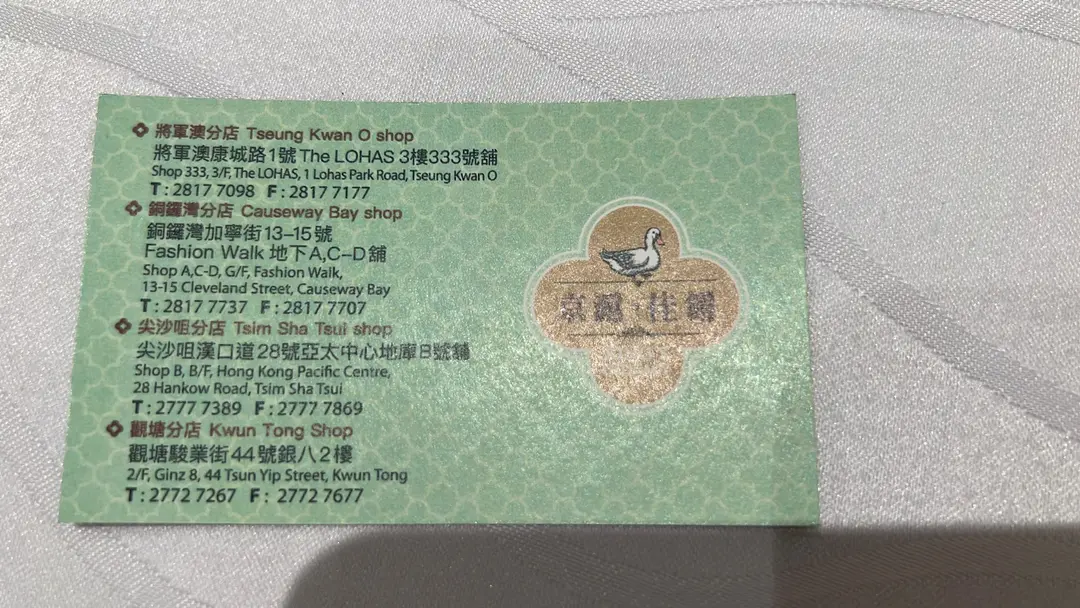 將軍澳分店 Tseung Kwan O shop
將軍澳康城路1號The LOHAS 3樓333號舖
Shop 333, 3/F, The LOHAS, 1 Lohas Park Road, Tseung Kwan O
T : 2817 7098 F : 2817 7177
銅鑼灣分店 Causeway Bay shop
銅鑼灣加寧街13-15號
Fashion Walk 地下A,C-D舖
Shop A,C-D, G/F, Fashion Walk,
13-15 Cleveland Street, Causeway Bay
T : 2817 7737 F : 2817 7707
尖沙咀分店 Tsim Sha Tsui shop
尖沙咀漢口道28號亞太中心地庫B號舖
Shop B, B/F, Hong Kong Pacific Centre,
28 Hankow Road, Tsim Sha Tsui
T : 2777 7389 F : 2777 7869
觀塘分店 Kwun Tong Shop
觀塘駿業街44號銀八2樓
2/F, Ginz 8, 44 Tsun Yip Street, Kwun Tong
T : 2772 7267 F : 2772 7677
京滬·佳